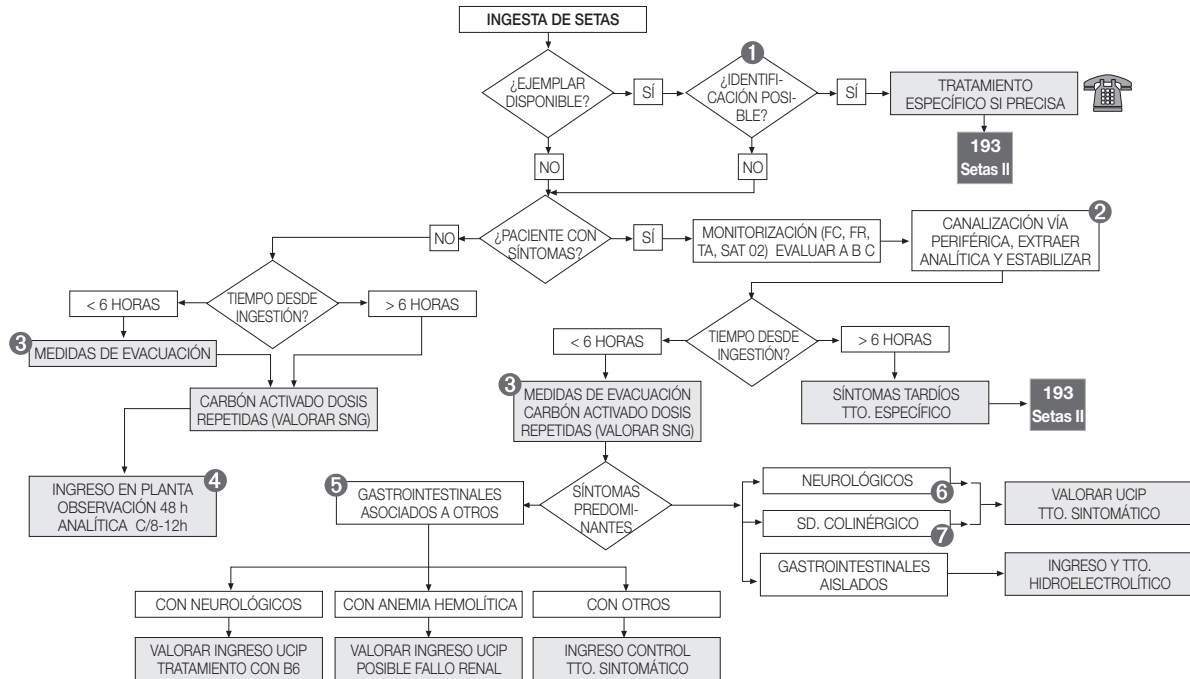 INGESTA DE SETAS
1
¿EJEMPLAR
DISPONIBLE?
SÍ
¿IDENTIFI-
CACIÓN POSI-
BLE?
SÍ
TRATAMIENTO
ESPECÍFICO SI PRECISA
193
Setas II
NO
NO
¿PACIENTE CON
SÍNTOMAS?
NO
SÍ
MONITORIZACIÓN (FC, FR,
TA, SAT 02) EVALUAR A B C
2
CANALIZACIÓN VÍA
PERIFÉRICA, EXTRAER
ANALÍTICA Y ESTABILIZAR
< 6 HORAS
TIEMPO DESDE
INGESTIÓN?
> 6 HORAS
3
MEDIDAS DE EVACUACIÓN
CARBÓN ACTIVADO DOSIS
REPETIDAS (VALORAR SNG)
4
INGRESO EN PLANTA
OBSERVACIÓN 48 h
ANALÍTICA C/8-12h
< 6 HORAS
TIEMPO DESDE
INGESTIÓN?
> 6 HORAS
3
MEDIDAS DE EVACUACIÓN
CARBÓN ACTIVADO DOSIS
REPETIDAS (VALORAR SNG)
SÍNTOMAS TARDÍOS
TTO. ESPECÍFICO
193
Setas II
SÍNTOMAS
PREDOMI-
NANTES
5
GASTROINTESTINALES
ASOCIADOS A OTROS
NEUROLÓGICOS
6
SD. COLINÉRGICO
7
VALORAR UCIP
TTO. SINTOMÁTICO
GASTROINTESTINALES
AISLADOS
INGRESO Y TTO.
HIDROELECTROLÍTICO
CON NEUROLÓGICOS
CON ANEMIA HEMOLÍTICA
CON OTROS
VALORAR INGRESO UCIP
TRATAMIENTO CON B6
VALORAR INGRESO UCIP
POSIBLE FALLO RENAL
INGRESO CONTROL
TTO. SINTOMÁTICO